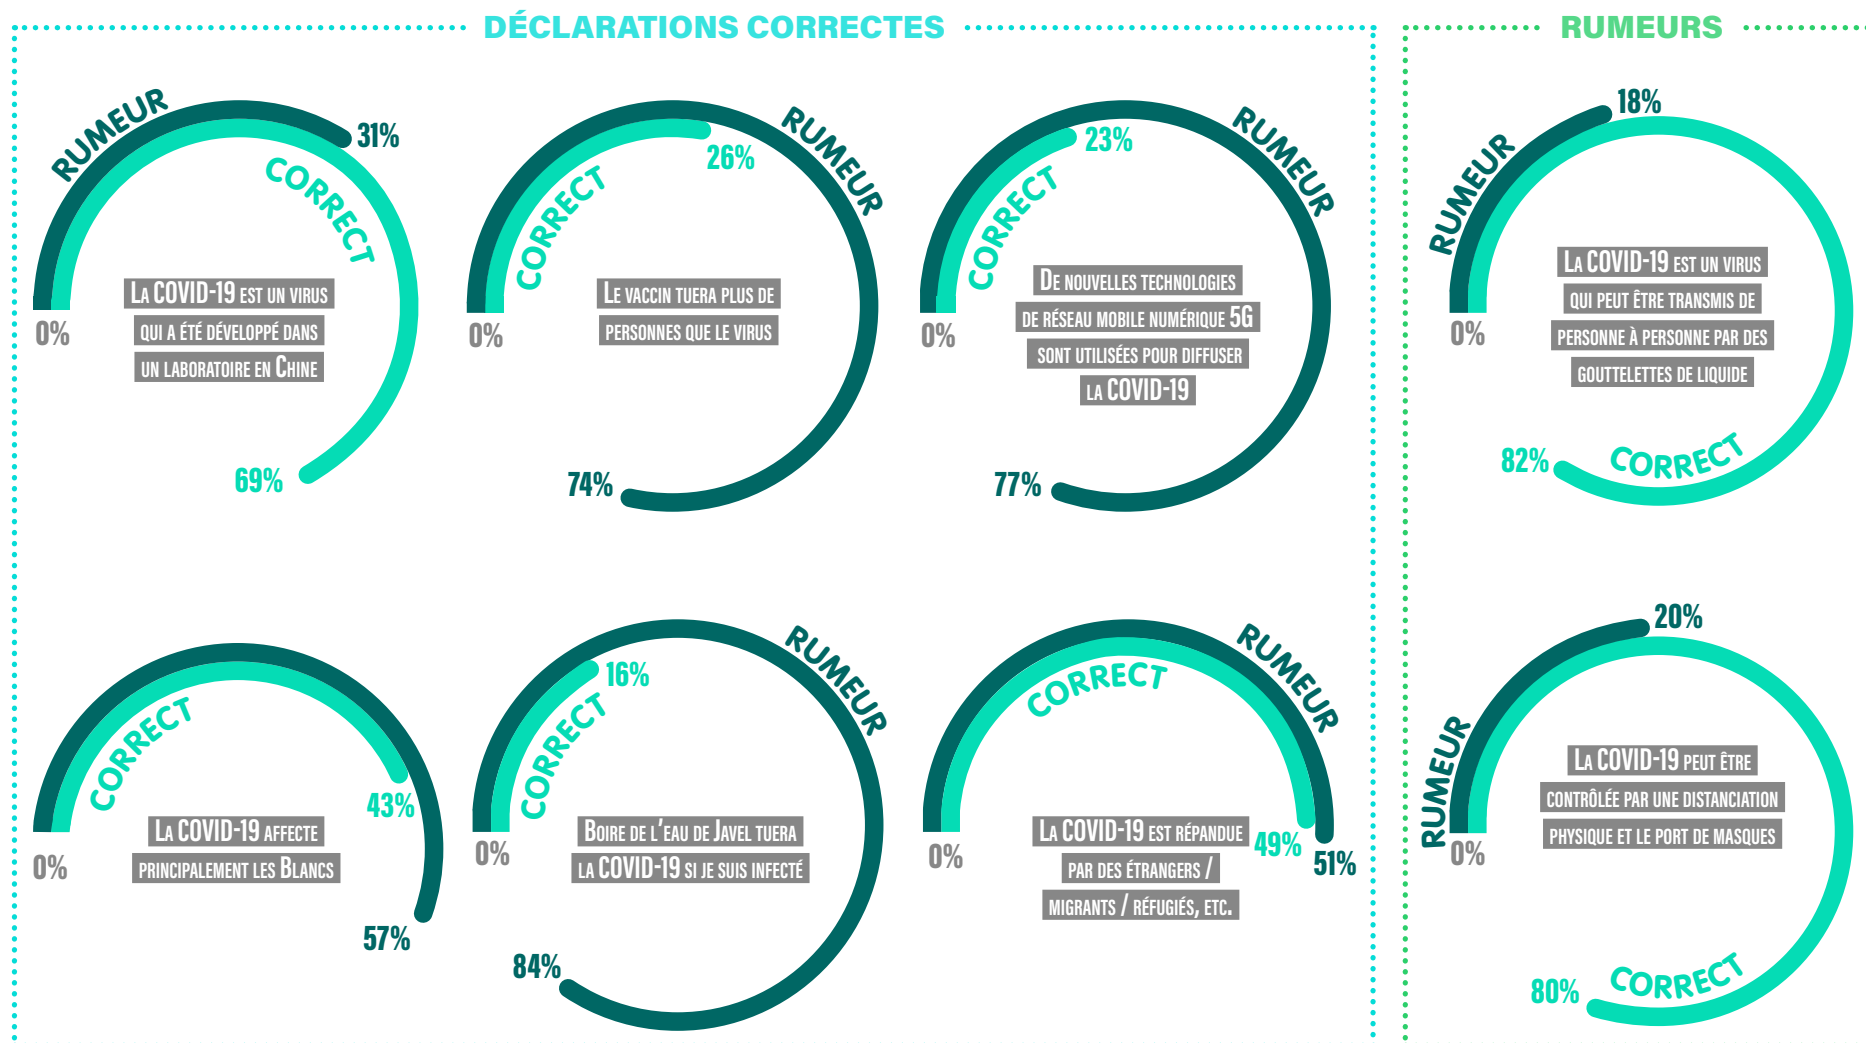 DÉCLARATIONS CORRECTES
RUMEURS
RUMEUR
31%
CORRECT
0%
LA COVID-19 EST UN VIRUS
QUI A ÉTÉ DÉVELOPPÉ DANS
UN LABORATOIRE EN CHINE
69%
RUMEUR
26%
CORRECT
0%
LE VACCIN TUERA PLUS DE
PERSONNES QUE LE VIRUS
74%
RUMEUR
23%
CORRECT
0%
DE NOUVELLES TECHNOLOGIES
DE RÉSEAU MOBILE NUMÉRIQUE 5G
SONT UTILISÉES POUR DIFFUSER
LA COVID-19
77%
18%
RUMEUR
0%
LA COVID-19 EST UN VIRUS
QUI PEUT ÊTRE TRANSMIS DE
PERSONNE À PERSONNE PAR DES
GOUTTELETTES DE LIQUIDE
82%
CORRECT
CORRECT
43%
0%
LA COVID-19 AFFECTE
PRINCIPALEMENT LES BLANCS
57%
RUMEUR
16%
CORRECT
0%
BOIRE DE L'EAU DE JAVEL TUERA
LA COVID-19 SI JE SUIS INFECTÉ
84%
RUMEUR
CORRECT
0%
LA COVID-19 EST RÉPANDUE
PAR DES ÉTRANGERS /
MIGRANTS / RÉFUGIÉS, ETC.
49%
51%
20%
RUMEUR
0%
LA COVID-19 PEUT ÊTRE
CONTRÔLÉE PAR UNE DISTANCIATION
PHYSIQUE ET LE PORT DE MASQUES
80%
CORRECT